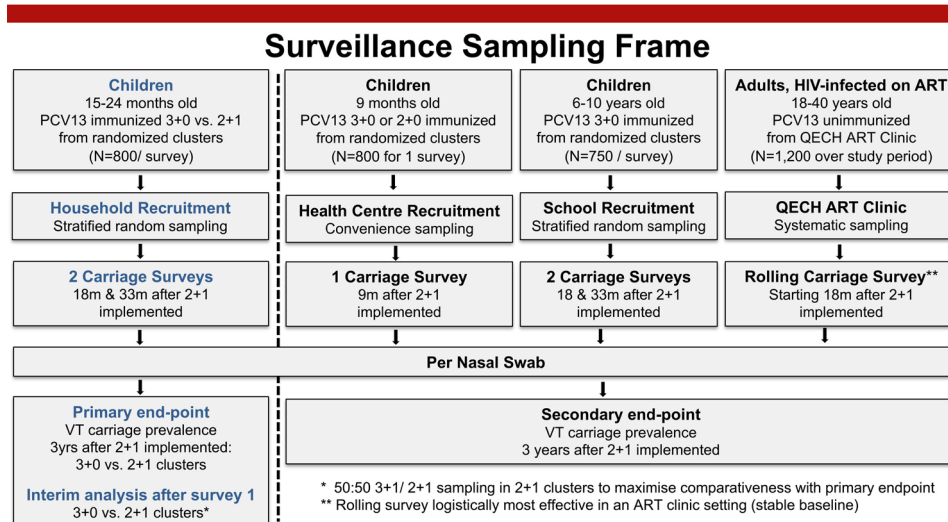 Surveillance Sampling Frame
Children
15-24 months old
PCV13 immunized 3+0 vs. 2+1
from randomized clusters
(N=800/ survey)
Children
9 months old
PCV13 3+0 or 2+0 immunized
from randomized clusters
(N=800 for 1 survey)
Children
6-10 years old
PCV13 3+0 immunized
from randomized clusters
(N=750 / survey)
Adults, HIV-infected on ART
18-40 years old
PCV13 unimmunized
from QECH ART Clinic
(N=1,200 over study period)
Household Recruitment
Stratified random sampling
Health Centre Recruitment
Convenience sampling
School Recruitment
Stratified random sampling
QECH ART Clinic
Systematic sampling
2 Carriage Surveys
18m & 33m after 2+1
implemented
1 Carriage Survey
9m after 2+1
implemented
2 Carriage Surveys
18 & 33m after 2+1
implemented
Rolling Carriage Survey**
Starting 18m after 2+1
implemented
Per Nasal Swab
Primary end-point
VT carriage prevalence
3yrs after 2+1 implemented:
3+0 vs. 2+1 clusters
Interim analysis after survey 1
3+0 vs. 2+1 clusters*
Secondary end-point
VT carriage prevalence
3 years after 2+1 implemented
* 50:50 3+1/ 2+1 sampling in 2+1 clusters to maximise comparativeness with primary endpoint
** Rolling survey logistically most effective in an ART clinic setting (stable baseline)